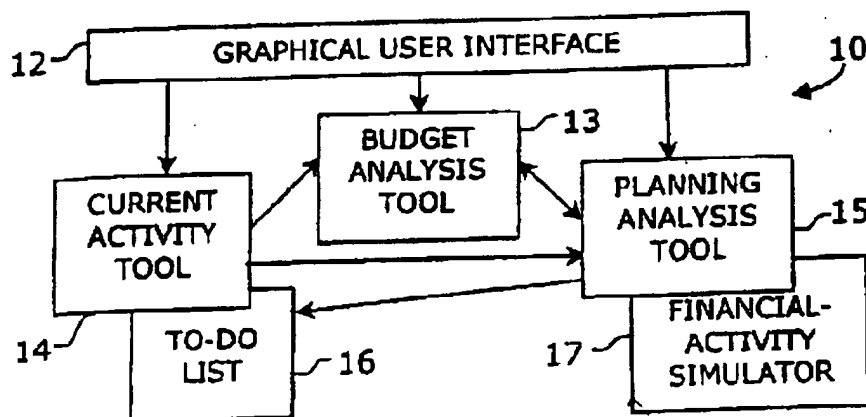 12
GRAPHICAL USER INTERFACE
10
13
BUDGET
ANALYSIS
TOOL
CURRENT
ACTIVITY
TOOL
PLANNING
ANALYSIS
TOOL
15
14
TO-DO
LIST
16
17
FINANCIAL-
ACTIVITY
SIMULATOR